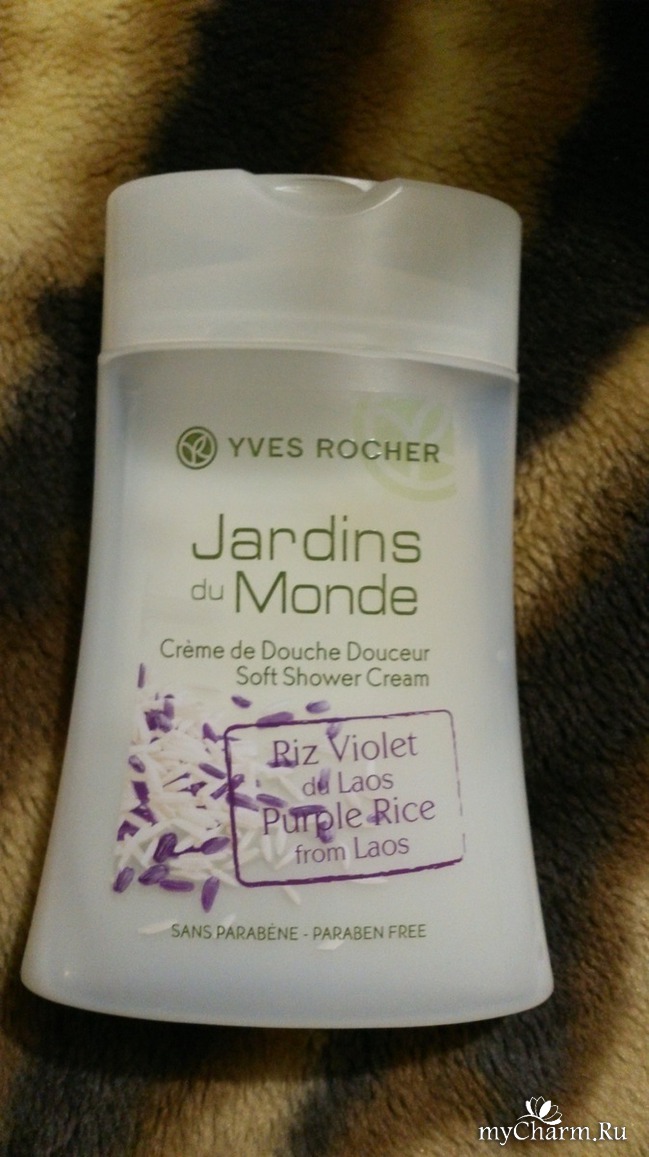 YVES ROCHER
Jardins
du Monde
Crème de Douche Douceur
Soft Shower Cream
Riz Violet
du Laos
Purple Rice
from Laos
SANS PARABÈNE - PARABEN FREE
myCharm.Ru